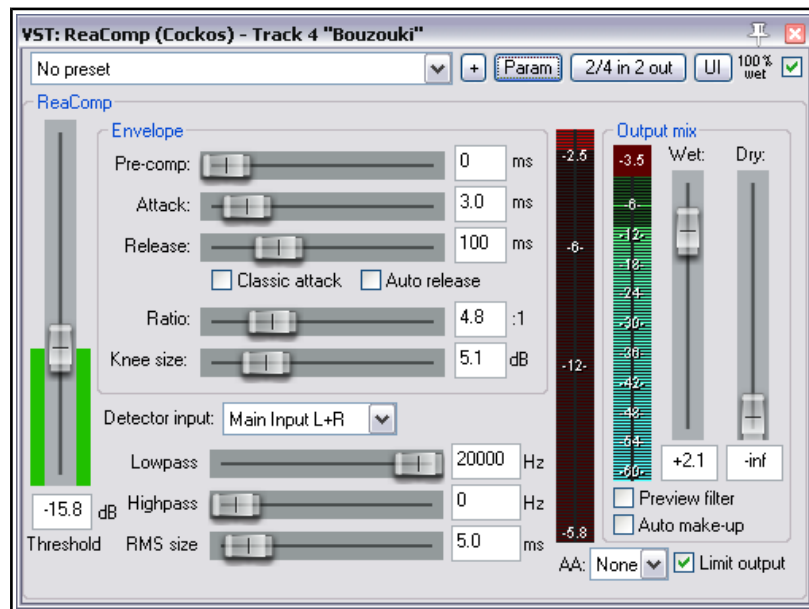 VST: ReaComp (Cockos) - Track 4 "Bouzouki"
No preset
+
Param
2/4 in 2 out
UI
100% wet
ReaComp
Envelope
Pre-comp: 0 ms
Attack: 3.0 ms
Release: 100 ms
Classic attack
Auto release
Ratio: 4.8 :1
Knee size: 5.1 dB
Detector input: Main Input L+R
Lowpass 20000 Hz
Highpass 0 Hz
RMS size 5.0 ms
-15.8 dB
Threshold
-2.5
-6-
-12-
-5.8
Output mix
Wet: Dry:
-3.5
-6-
-12-
-18-
-24-
-30-
-36-
-42-
-48-
-54-
-60-
+2.1 -inf
Preview filter
Auto make-up
AA: None
Limit output